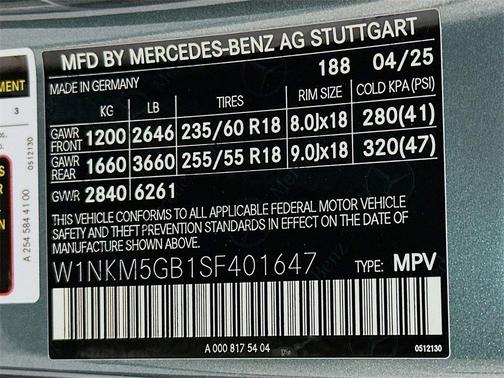 MFD BY MERCEDES-BENZ AG STUTTGART
188 04/25
MADE IN GERMANY
KG LB TIRES RIM SIZE COLD KPA (PSI)
GAWR FRONT 1200 2646 235/60 R18 8.0Jx18 280(41)
GAWR REAR 1660 3660 255/55 R18 9.0Jx18 320(47)
GVWR 2840 6261
THIS VEHICLE CONFORMS TO ALL APPLICABLE FEDERAL MOTOR VEHICLE
SAFETY AND THEFT PREVENTION STANDARDS IN EFFECT ON THE DATE
OF MANUFACTURE SHOWN ABOVE.
W1NKM5GB1SF401647 TYPE: MPV
A 000 817 54 04
0512130
MENT
3
0512130
A 254 584 41 00